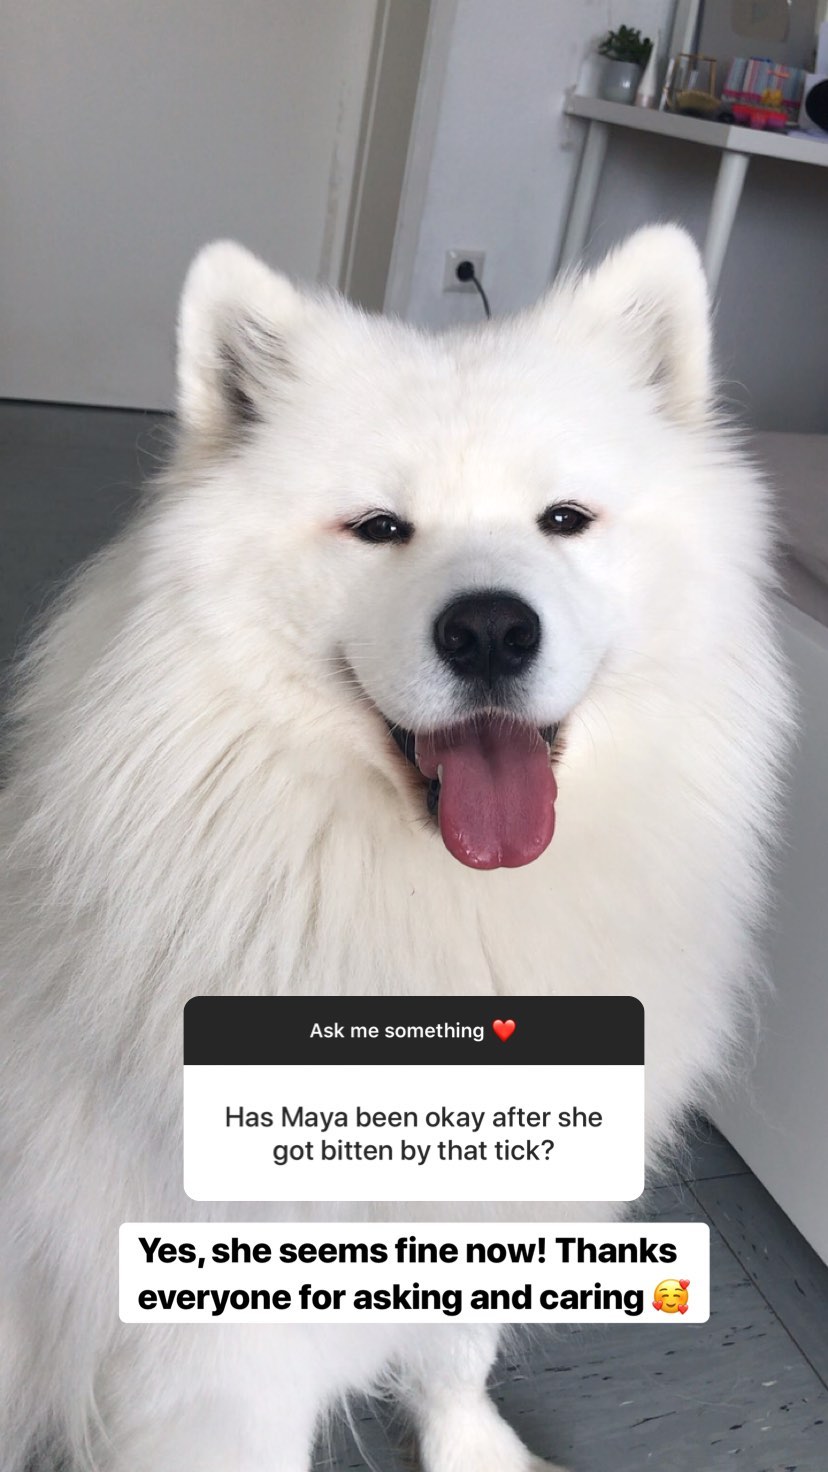 Ask me something ❤️
Has Maya been okay after she
got bitten by that tick?
Yes, she seems fine now! Thanks
everyone for asking and caring 🥰